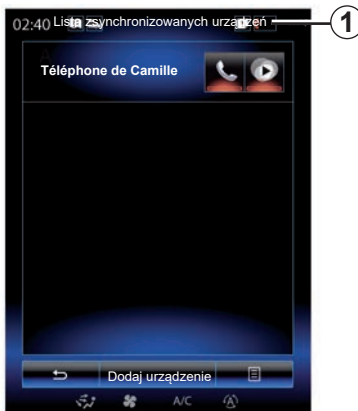 02:40 Lista zsynchronizowanych urządzeń
1
Téléphone de Camille
Dodaj urządzenie
A/C